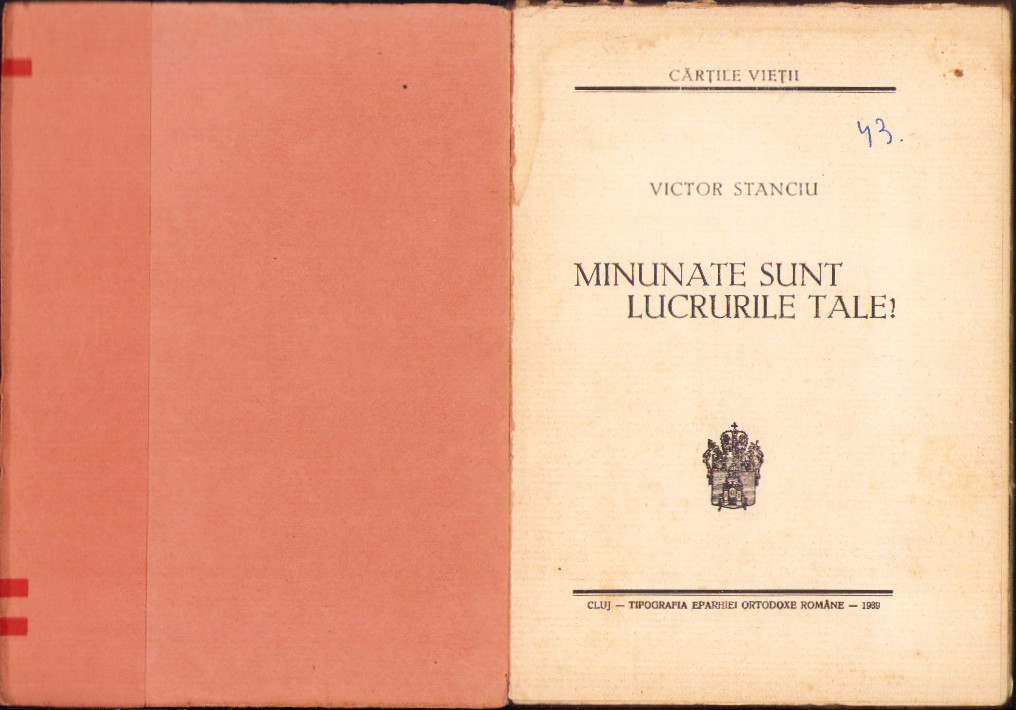 CĂRȚILE VIEȚII
43.
VICTOR STANCIU
MINUNATE SUNT
LUCRURILE TALE!
CLUJ — TIPOGRAFIA EPARHIEI ORTODOXE ROMÂNE — 1939